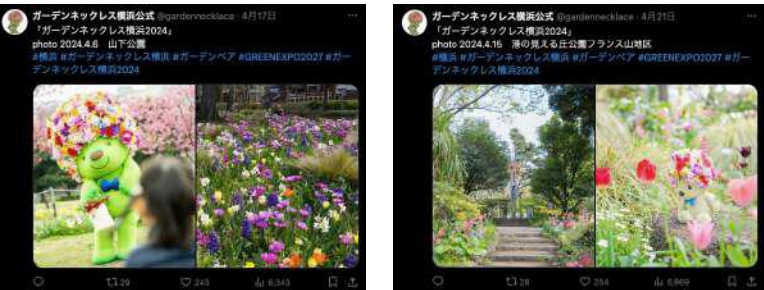 ガーデンネックレス横浜公式 @gardennecklace · 4月17日
「ガーデンネックレス横浜2024」
photo 2024.4.6 山下公園
#横浜 #ガーデンネックレス横浜 #ガーデンベア #GREENEXPO2027 #ガー
デンネックレス横浜2024
29 243 6,343
ガーデンネックレス横浜公式 @gardennecklace · 4月21日
「ガーデンネックレス横浜2024」
photo 2024.4.15 港の見える丘公園フランス山地区
#横浜 #ガーデンネックレス横浜 #ガーデンベア #GREENEXPO2027 #ガー
デンネックレス横浜2024
28 254 6,969